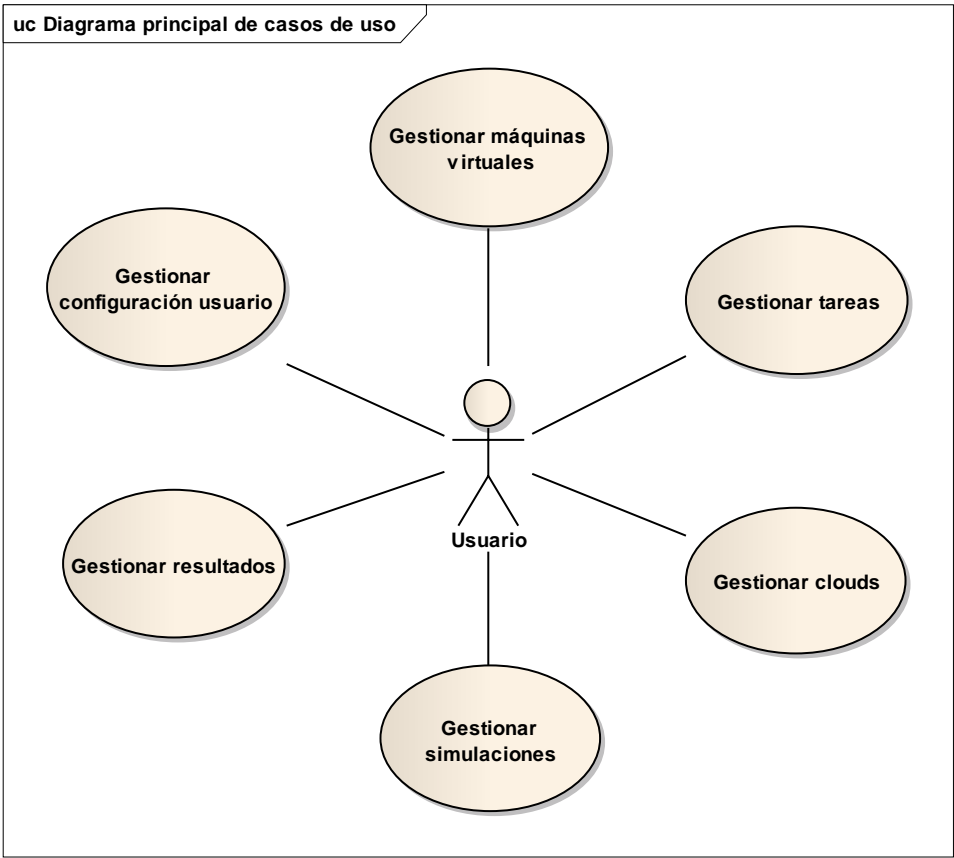 uc Diagrama principal de casos de uso
Gestionar máquinas
virtuales
Gestionar
configuración usuario
Gestionar tareas
Usuario
Gestionar resultados
Gestionar clouds
Gestionar
simulaciones